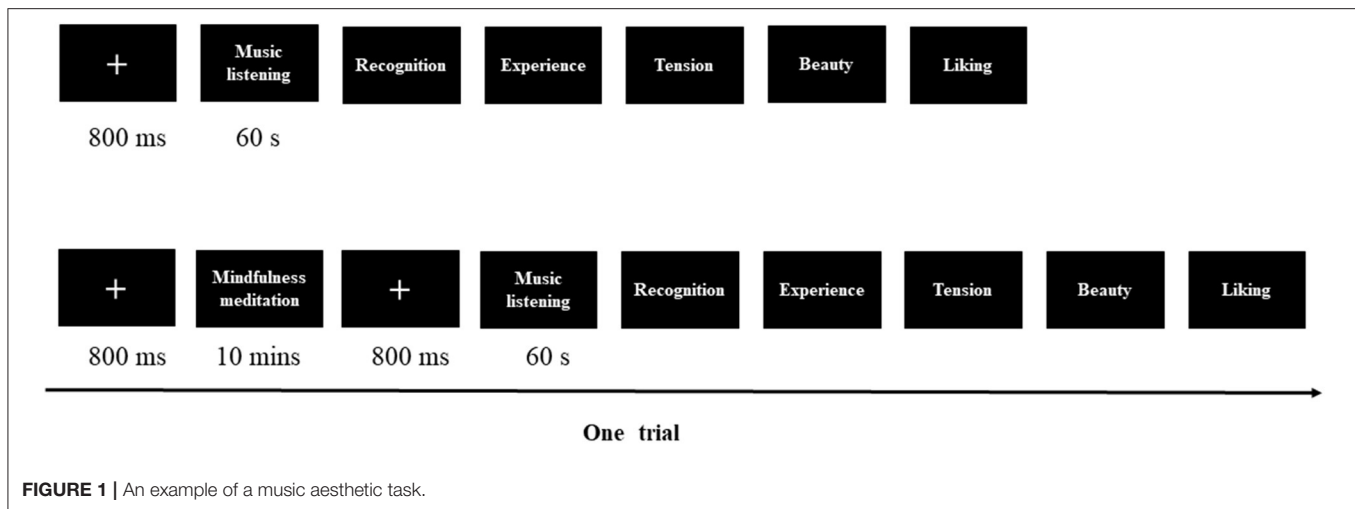 +
Music
listening
Recognition
Experience
Tension
Beauty
Liking
800 ms
60 s
+
Mindfulness
meditation
+
Music
listening
Recognition
Experience
Tension
Beauty
Liking
800 ms
10 mins
800 ms
60 s
One trial
FIGURE 1 | An example of a music aesthetic task.